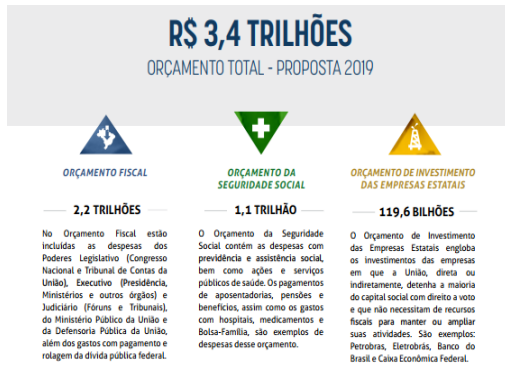 R$ 3,4 TRILHÕES
ORÇAMENTO TOTAL - PROPOSTA 2019
ORÇAMENTO FISCAL
2,2 TRILHÕES
No Orçamento Fiscal estão
incluídas as despesas dos
Poderes Legislativo (Congresso
Nacional e Tribunal de Contas da
União), Executivo (Presidência,
Ministérios e outros órgãos) e
Judiciário (Fóruns e Tribunais),
do Ministério Público da União e
da Defensoria Pública da União,
além dos gastos com pagamento e
rolagem da dívida pública federal.
ORÇAMENTO DA
SEGURIDADE SOCIAL
1,1 TRILHÃO
O Orçamento da Seguridade
Social contém as despesas com
previdência e assistência social,
bem como ações e serviços
públicos de saúde. Os pagamentos
de aposentadorias, pensões e
benefícios, assim como os gastos
com hospitais, medicamentos e
Bolsa-Família, são exemplos de
despesas desse orçamento.
ORÇAMENTO DE INVESTIMENTO
DAS EMPRESAS ESTATAIS
119,6 BILHÕES
O Orçamento de Investimento
das Empresas Estatais engloba
os investimentos das empresas
em que a União, direta ou
indiretamente, detenha a maioria
do capital social com direito a voto
e que não necessitam de recursos
fiscais para manter ou ampliar
suas atividades. São exemplos:
Petrobras, Eletrobrás, Banco do
Brasil e Caixa Econômica Federal.